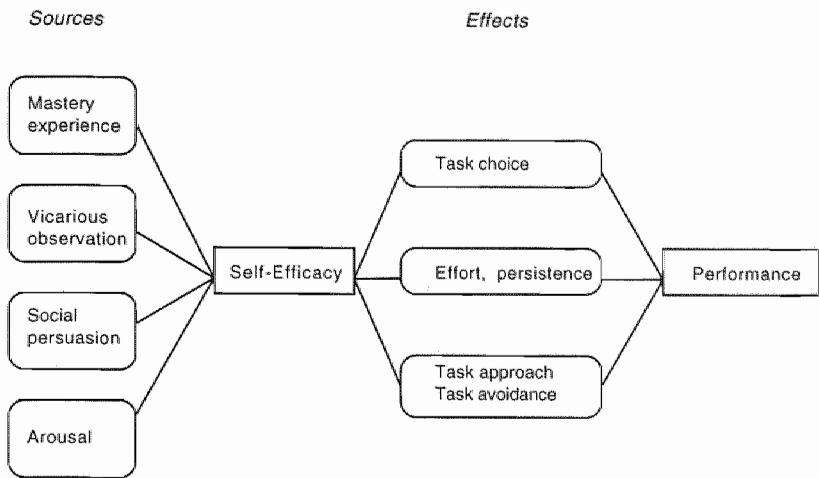 Sources
Effects
Mastery
experience
Vicarious
observation
Social
persuasion
Arousal
Self-Efficacy
Task choice
Effort, persistence
Task approach
Task avoidance
Performance